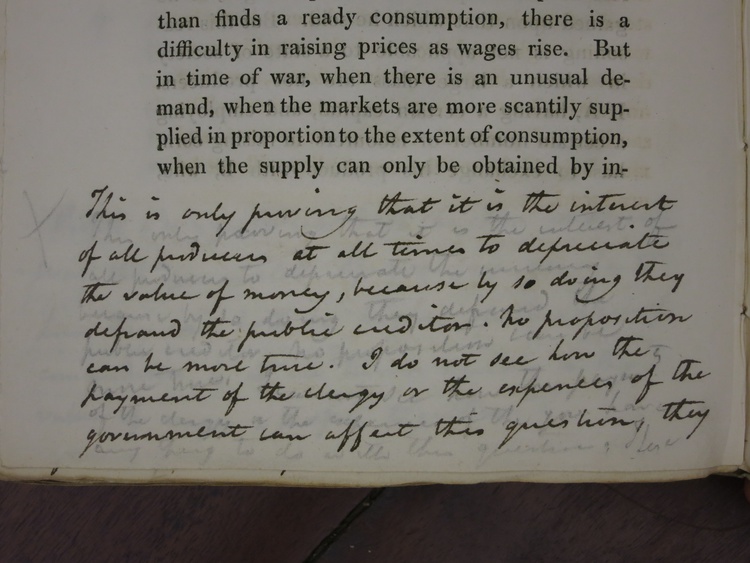 than finds a ready consumption, there is a
difficulty in raising prices as wages rise. But
in time of war, when there is an unusual de-
mand, when the markets are more scantily sup-
plied in proportion to the extent of consumption,
when the supply can only be obtained by in-
This is only proving that it is the interest
of all producers at all times to depreciate
the value of money, because by so doing they
defraud the public creditor. No proposition
can be more true. I do not see how the
payment of the clergy or the expences of the
government can affect this question, they